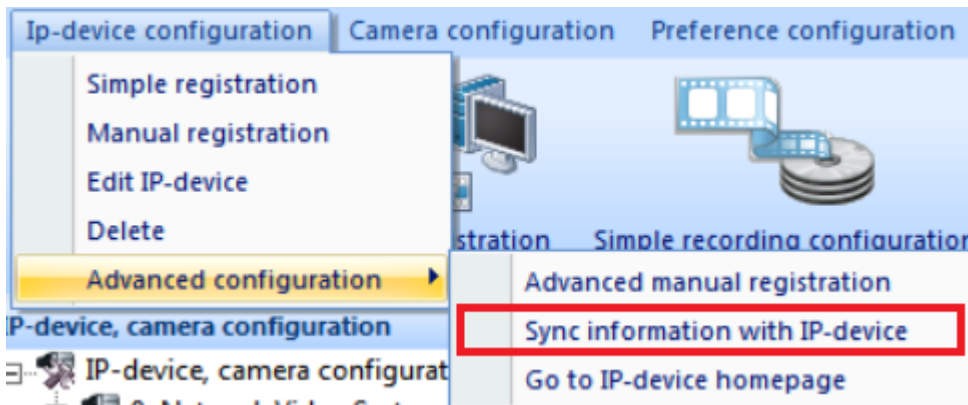 Ip-device configuration Camera configuration Preference configuration
Simple registration
Manual registration
Edit IP-device
Delete
stration Simple recording configuration
Advanced configuration
Advanced manual registration
P-device, camera configuration
Sync information with IP-device
IP-device, camera configurat
Go to IP-device homepage